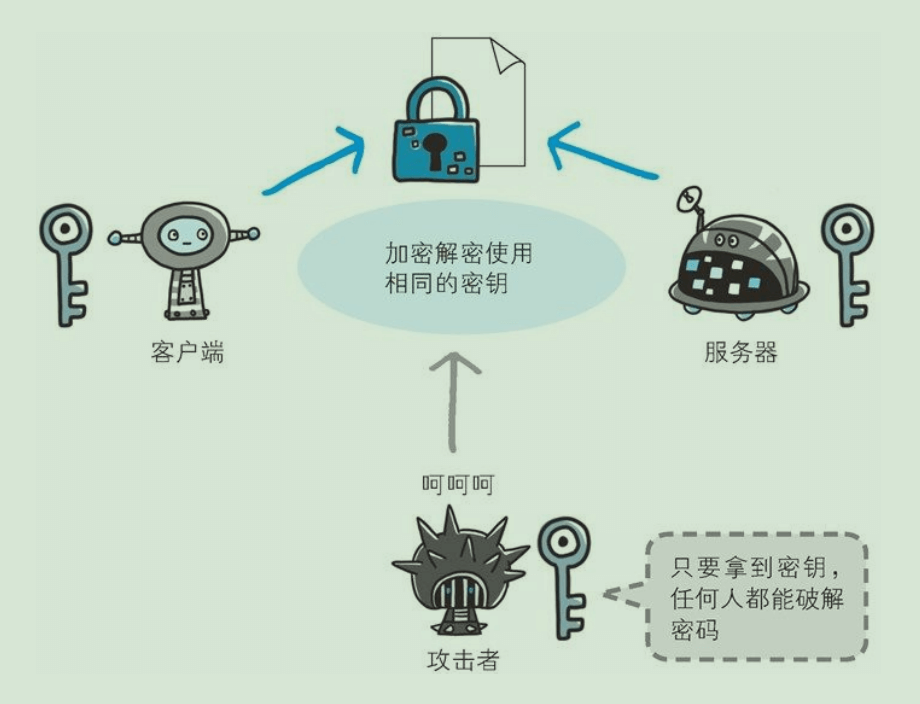 加密解密使用
相同的密钥
客户端
服务器
呵呵呵
只要拿到密钥，
任何人都能破解
密码
攻击者